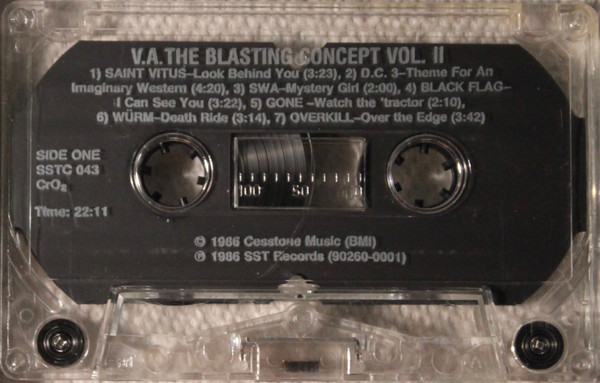 V.A.THE BLASTING CONCEPT VOL. II
1) SAINT VITUS–Look Behind You (3:23), 2) D.C. 3–Theme For An
Imaginary Western (4:20), 3) SWA–Mystery Girl (2:00), 4) BLACK FLAG–
I Can See You (3:22), 5) GONE –Watch the 'tractor (2:10),
6) WÜRM–Death Ride (3:14), 7) OVERKILL–Over the Edge (3:42)
SIDE ONE
SSTC 043
CrO₂
Time: 22:11
100 50
© 1986 Cesstone Music (BMI)
℗ 1986 SST Records (90260-0001)